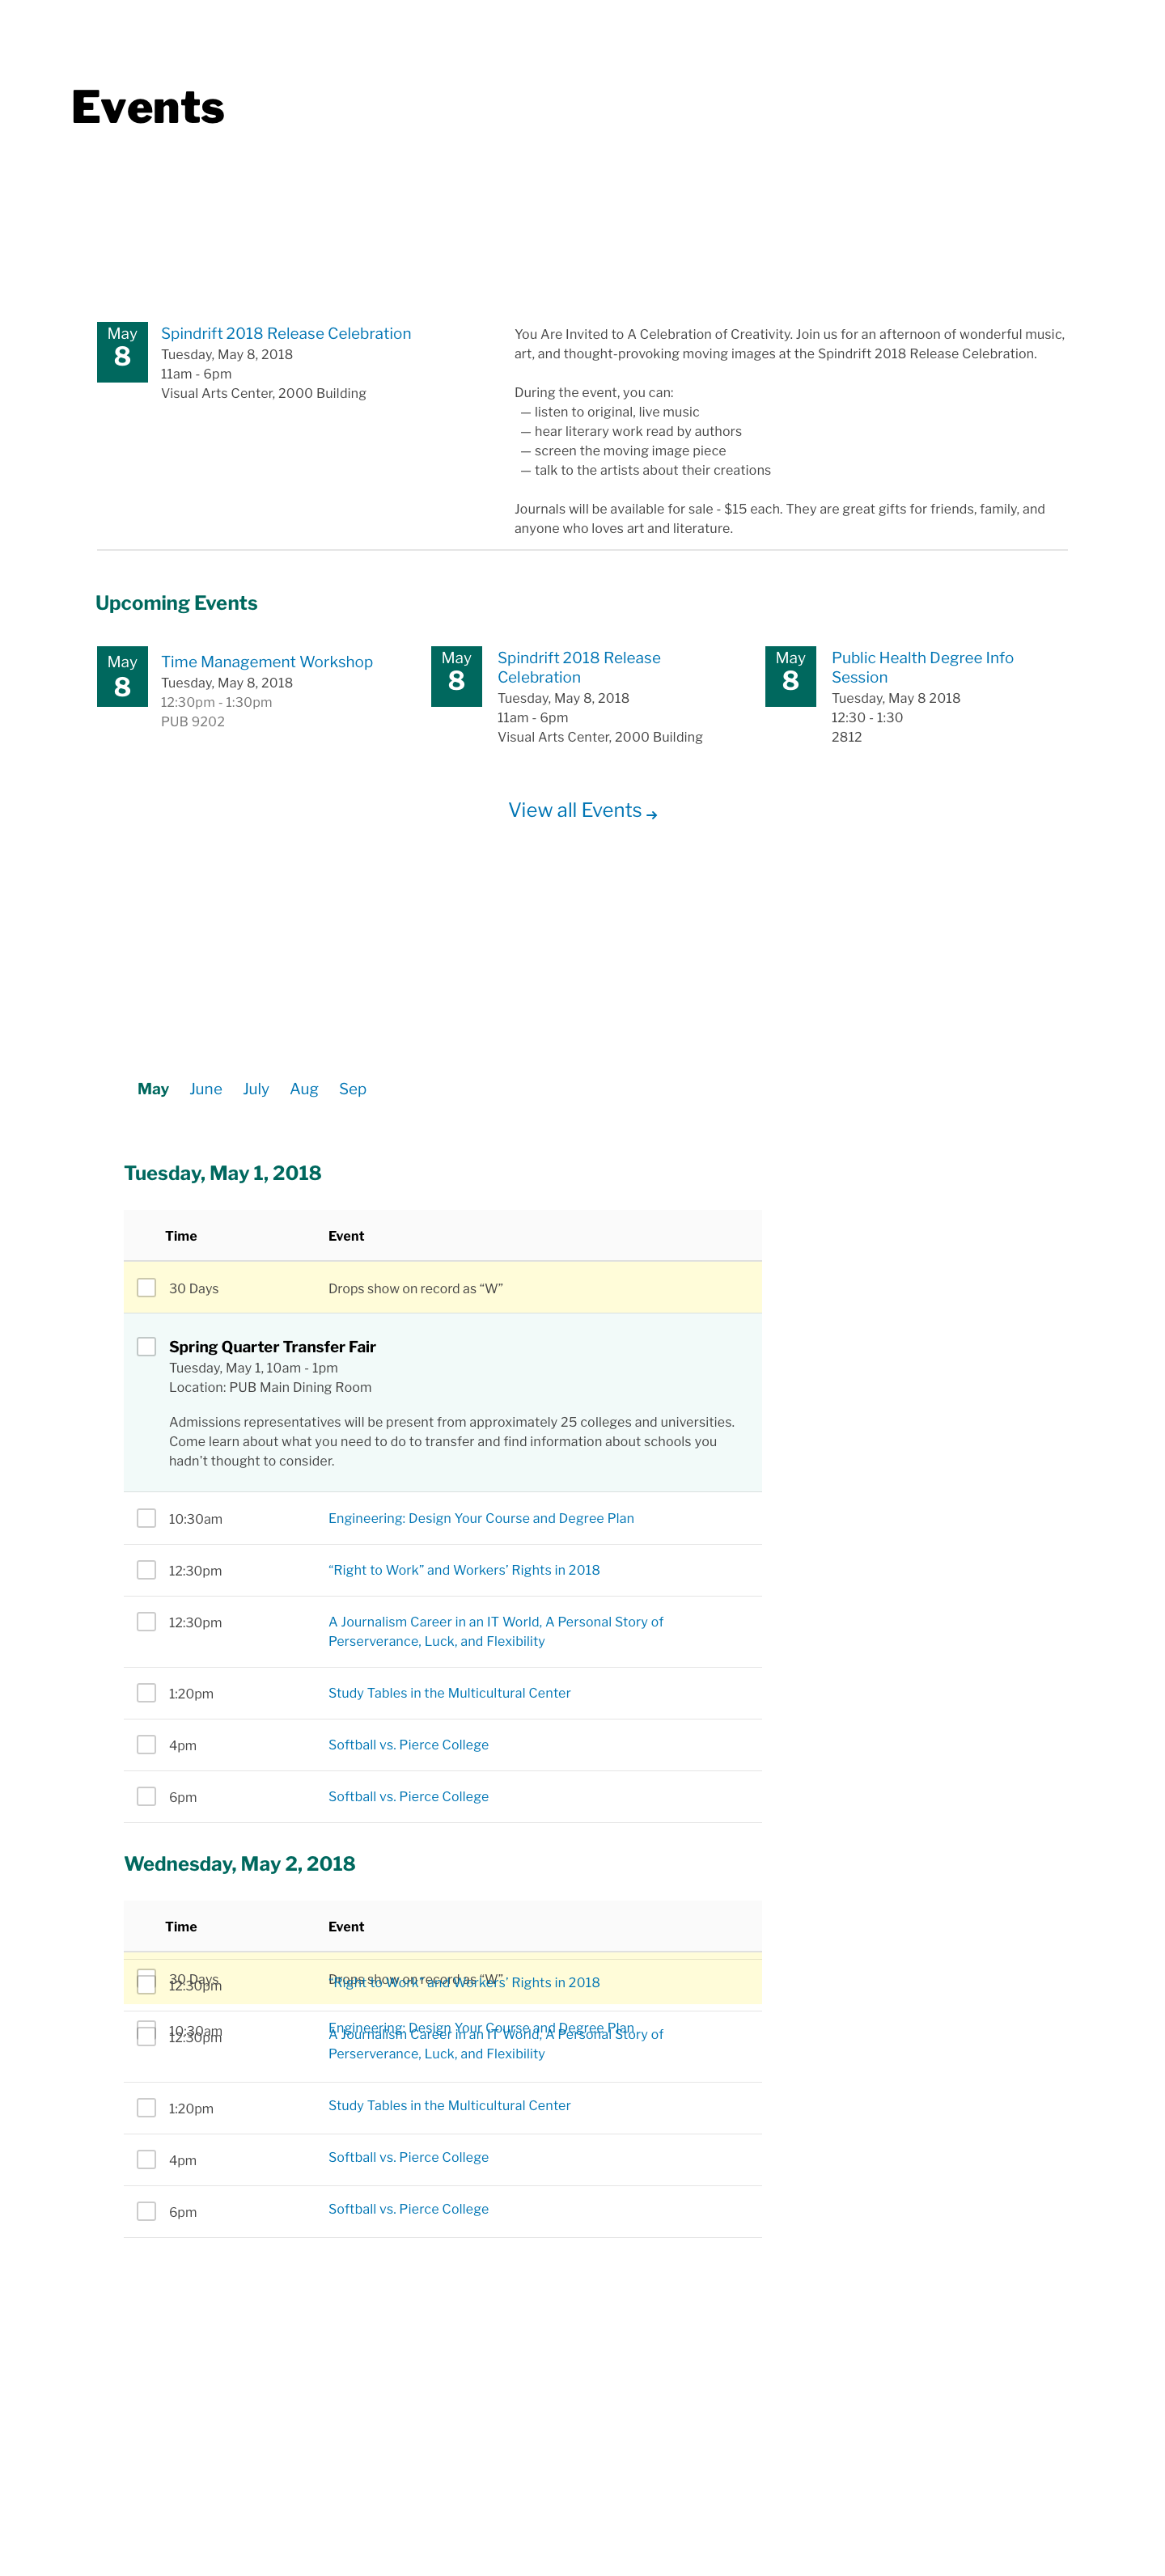 Events
May
8
Spindrift 2018 Release Celebration
Tuesday, May 8, 2018
11am - 6pm
Visual Arts Center, 2000 Building
You Are Invited to A Celebration of Creativity. Join us for an afternoon of wonderful music,
art, and thought-provoking moving images at the Spindrift 2018 Release Celebration.
During the event, you can:
— listen to original, live music
— hear literary work read by authors
— screen the moving image piece
— talk to the artists about their creations
Journals will be available for sale - $15 each. They are great gifts for friends, family, and
anyone who loves art and literature.
Upcoming Events
May
8
Time Management Workshop
Tuesday, May 8, 2018
12:30pm - 1:30pm
PUB 9202
May
8
Spindrift 2018 Release
Celebration
Tuesday, May 8, 2018
11am - 6pm
Visual Arts Center, 2000 Building
May
8
Public Health Degree Info
Session
Tuesday, May 8 2018
12:30 - 1:30
2812
View all Events →
May June July Aug Sep
Tuesday, May 1, 2018
Time Event
30 Days Drops show on record as “W”
Spring Quarter Transfer Fair
Tuesday, May 1, 10am - 1pm
Location: PUB Main Dining Room
Admissions representatives will be present from approximately 25 colleges and universities.
Come learn about what you need to do to transfer and find information about schools you
hadn't thought to consider.
10:30am Engineering: Design Your Course and Degree Plan
12:30pm “Right to Work” and Workers’ Rights in 2018
12:30pm A Journalism Career in an IT World, A Personal Story of
Perserverance, Luck, and Flexibility
1:20pm Study Tables in the Multicultural Center
4pm Softball vs. Pierce College
6pm Softball vs. Pierce College
Wednesday, May 2, 2018
Time Event
30 Days Drops show on record as “W”
12:30pm “Right to Work” and Workers’ Rights in 2018
10:30am Engineering: Design Your Course and Degree Plan
12:30pm A Journalism Career in an IT World, A Personal Story of
Perserverance, Luck, and Flexibility
1:20pm Study Tables in the Multicultural Center
4pm Softball vs. Pierce College
6pm Softball vs. Pierce College